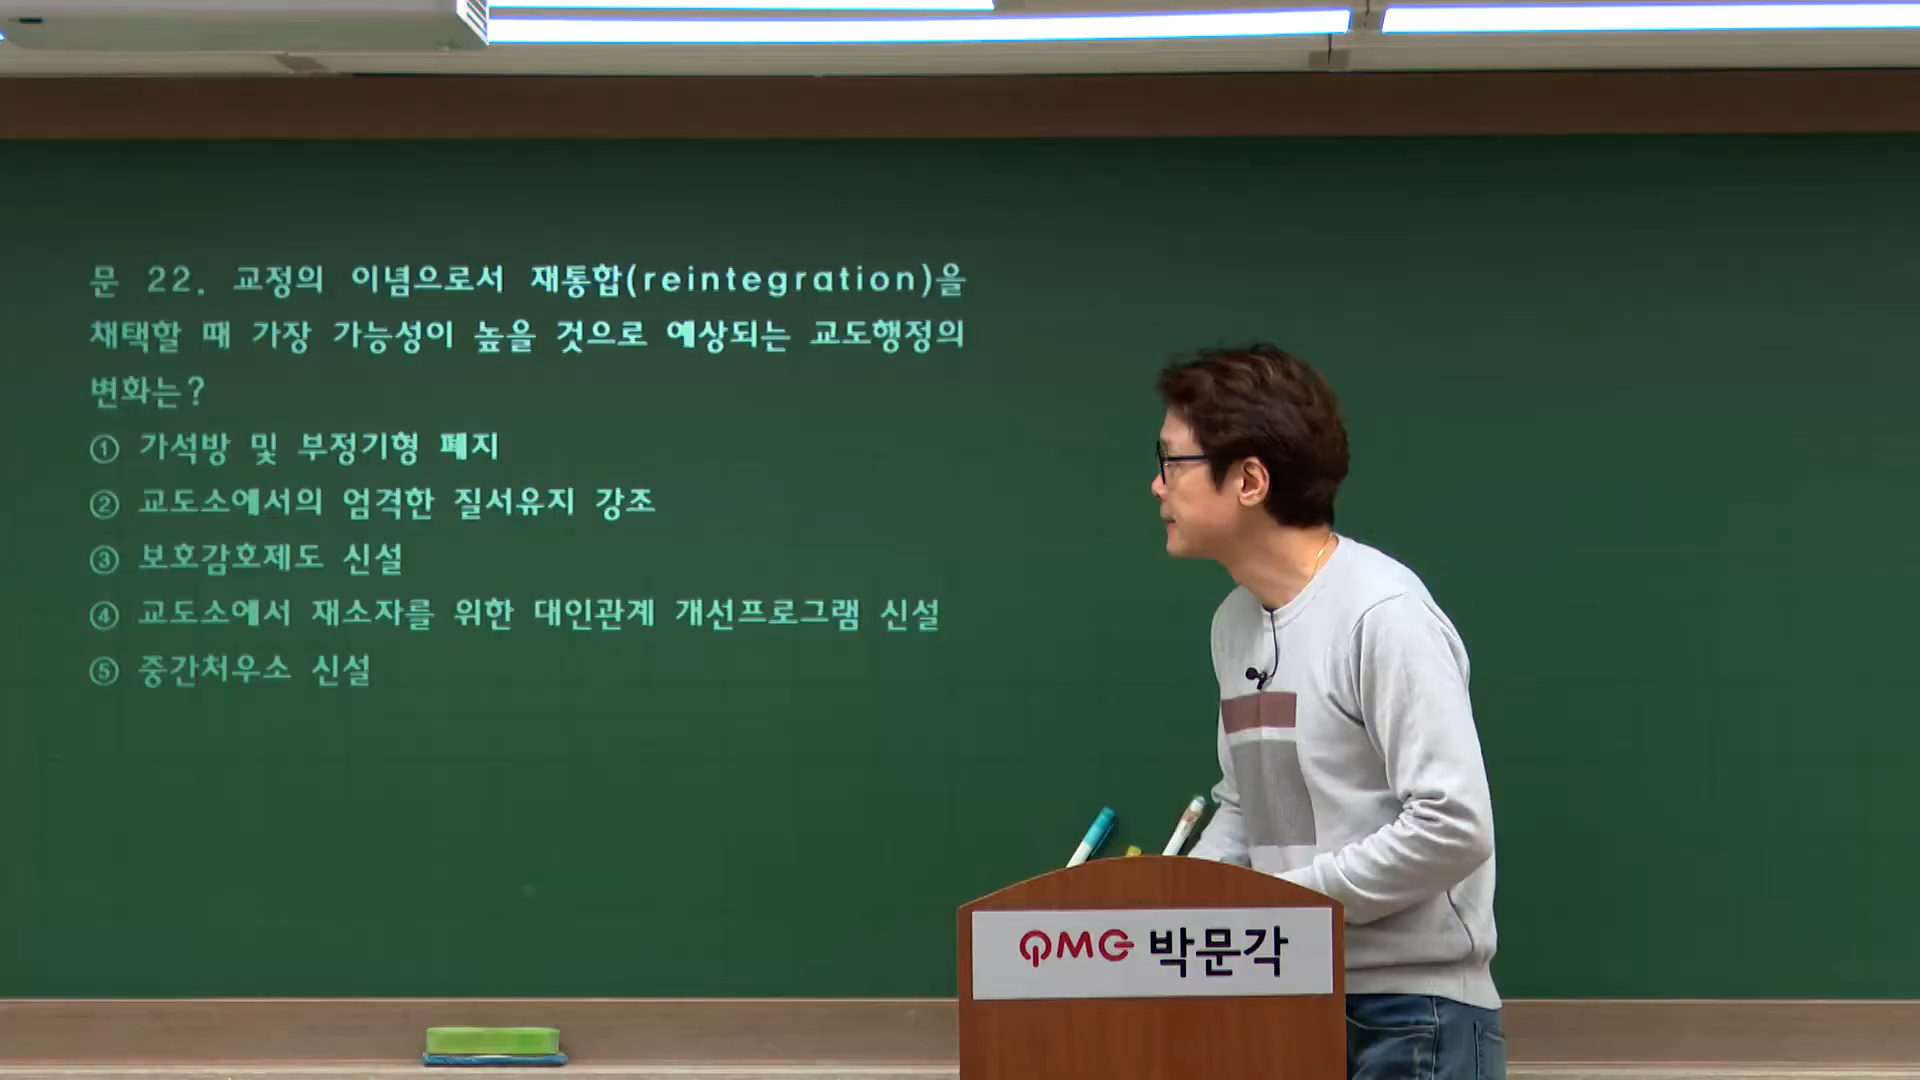 문 22. 교정의 이념으로서 재통합(reintegration)을
채택할 때 가장 가능성이 높을 것으로 예상되는 교도행정의
변화는?
① 가석방 및 부정기형 폐지
② 교도소에서의 엄격한 질서유지 강조
③ 보호감호제도 신설
④ 교도소에서 재소자를 위한 대인관계 개선프로그램 신설
⑤ 중간처우소 신설
PMG 박문각